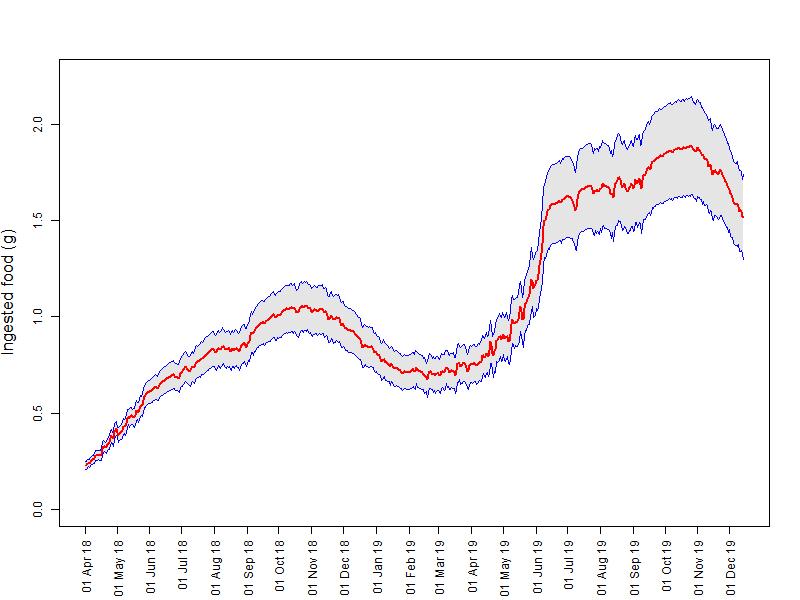 Ingested food (g)
2.0
1.5
1.0
0.5
0.0
01 Apr 18
01 May 18
01 Jun 18
01 Jul 18
01 Aug 18
01 Sep 18
01 Oct 18
01 Nov 18
01 Dec 18
01 Jan 19
01 Feb 19
01 Mar 19
01 Apr 19
01 May 19
01 Jun 19
01 Jul 19
01 Aug 19
01 Sep 19
01 Oct 19
01 Nov 19
01 Dec 19